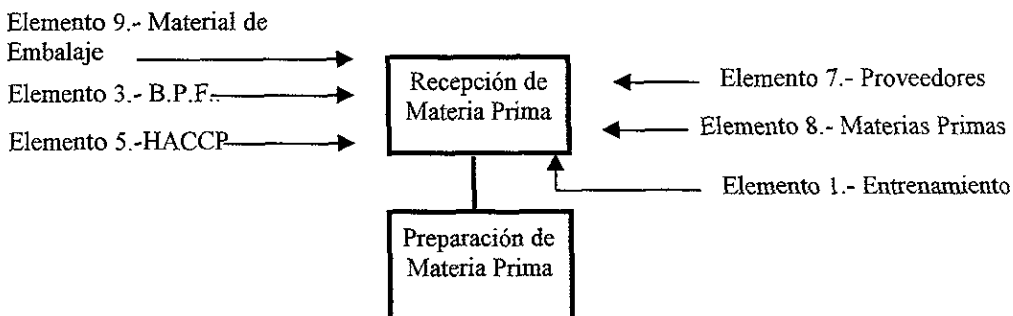 Elemento 9.- Material de
Embalaje
Elemento 3.- B.P.F..
Elemento 5.-HACCP
Recepción de
Materia Prima
Elemento 7.- Proveedores
Elemento 8.- Materias Primas
Elemento 1.- Entrenamiento
Preparación de
Materia Prima